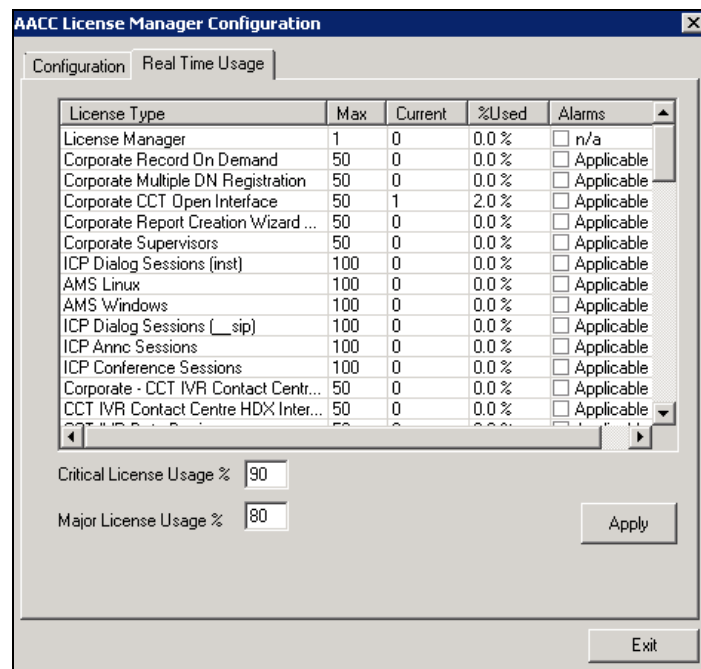 AACC License Manager Configuration
Configuration Real Time Usage
License Type Max Current %Used Alarms
License Manager 1 0 0.0 % n/a
Corporate Record On Demand 50 0 0.0 % Applicable
Corporate Multiple DN Registration 50 0 0.0 % Applicable
Corporate CCT Open Interface 50 1 2.0 % Applicable
Corporate Report Creation Wizard ... 50 0 0.0 % Applicable
Corporate Supervisors 50 0 0.0 % Applicable
ICP Dialog Sessions (inst) 100 0 0.0 % Applicable
AMS Linux 100 0 0.0 % Applicable
AMS Windows 100 0 0.0 % Applicable
ICP Dialog Sessions (__sip) 100 0 0.0 % Applicable
ICP Annc Sessions 100 0 0.0 % Applicable
ICP Conference Sessions 100 0 0.0 % Applicable
Corporate - CCT IVR Contact Centr... 50 0 0.0 % Applicable
CCT IVR Contact Centre HDX Inter... 50 0 0.0 % Applicable
Critical License Usage % 90
Major License Usage % 80
Apply
Exit